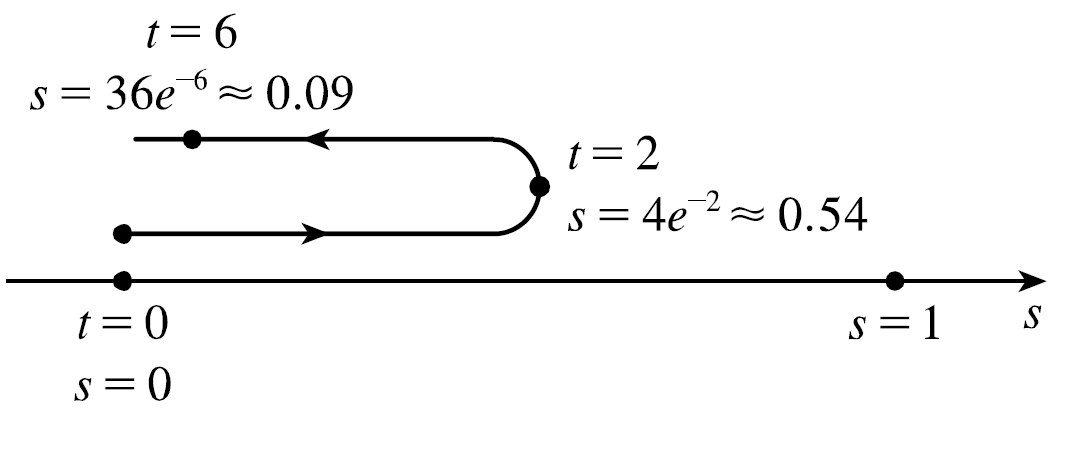 t = 6
s = 36e⁻⁶ ≈ 0.09
t = 2
s = 4e⁻² ≈ 0.54
t = 0
s = 0
s = 1
s